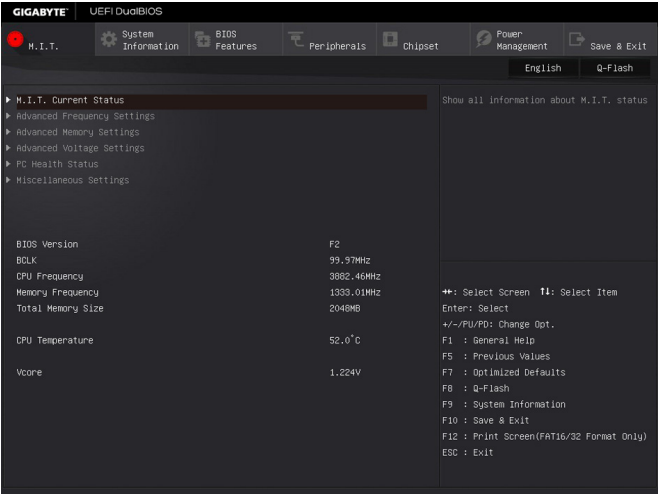 GIGABYTE™ UEFI DualBIOS
M.I.T. System Information BIOS Features Peripherals Chipset Power Management Save & Exit
English Q-Flash
M.I.T. Current Status
Advanced Frequency Settings
Advanced Memory Settings
Advanced Voltage Settings
PC Health Status
Miscellaneous Settings
Show all information about M.I.T. status
BIOS Version F2
BCLK 99.97MHz
CPU Frequency 3882.46MHz
Memory Frequency 1333.01MHz
Total Memory Size 2048MB
CPU Temperature 52.0°C
Vcore 1.224V
→←: Select Screen ↑↓: Select Item
Enter: Select
+/-/PU/PD: Change Opt.
F1 : General Help
F5 : Previous Values
F7 : Optimized Defaults
F8 : Q-Flash
F9 : System Information
F10 : Save & Exit
F12 : Print Screen(FAT16/32 Format Only)
ESC : Exit